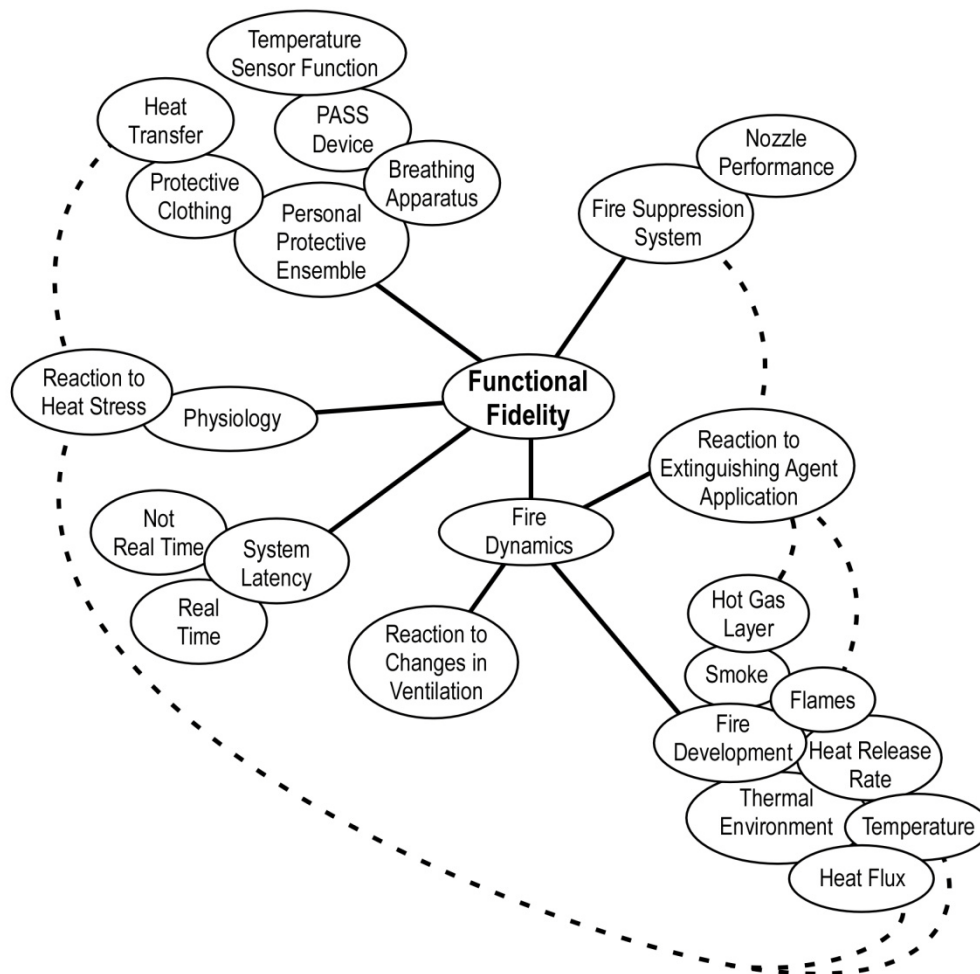 Temperature
Sensor Function
Heat
Transfer
PASS
Device
Nozzle
Performance
Protective
Clothing
Breathing
Apparatus
Personal
Protective
Ensemble
Fire Suppression
System
Functional
Fidelity
Reaction to
Heat Stress
Physiology
Reaction to
Extinguishing Agent
Application
Not
Real Time
System
Latency
Fire
Dynamics
Real
Time
Reaction to
Changes in
Ventilation
Hot Gas
Layer
Smoke
Flames
Fire
Development
Heat Release
Rate
Thermal
Environment
Temperature
Heat Flux